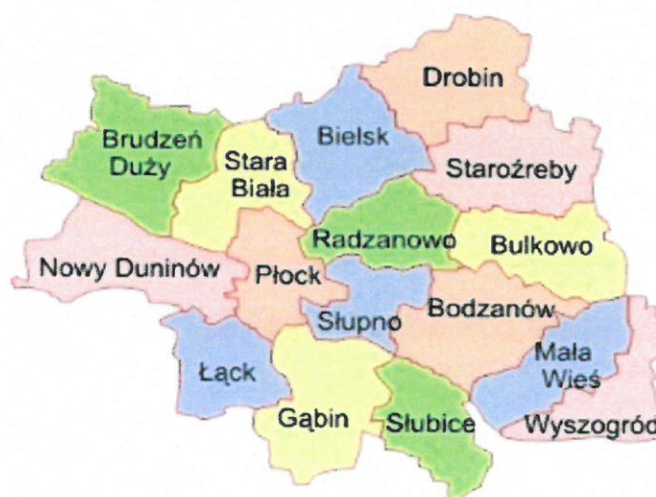 Drobin
Brudzeń
Duży
Bielsk
Stara
Biała
Staroźreby
Radzanowo
Bulkowo
Nowy Duninów
Płock
Słupno
Bodzanów
Mała
Wieś
Łąck
Gąbin
Słubice
Wyszogród